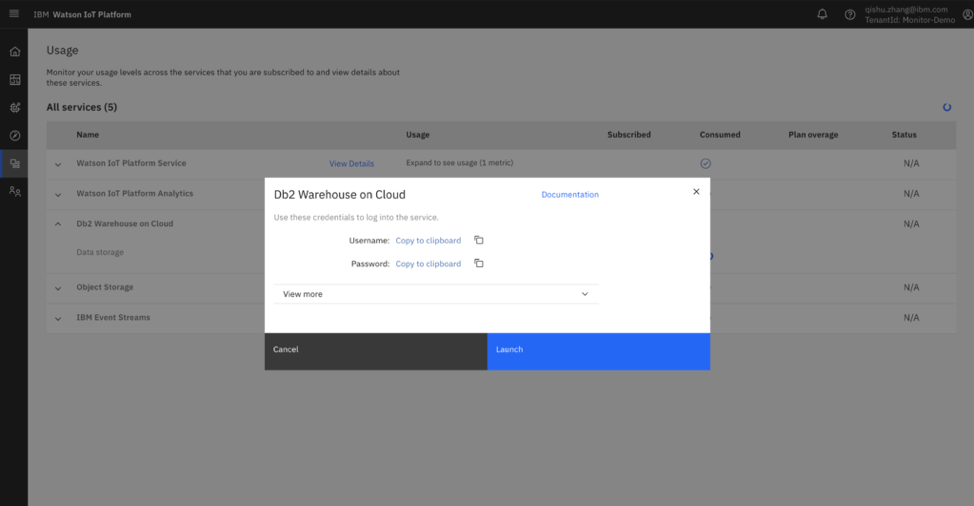 IBM Watson IoT Platform
qishu.zhang@ibm.com
TenantId: Monitor-Demo
Usage
Monitor your usage levels across the services that you are subscribed to and view details about
these services.
All services (5)
Name Usage Subscribed Consumed Plan overage Status
Watson IoT Platform Service View Details Expand to see usage (1 metric) N/A
Watson IoT Platform Analytics N/A
Db2 Warehouse on Cloud N/A
Data storage
Object Storage N/A
IBM Event Streams N/A
Db2 Warehouse on Cloud Documentation
Use these credentials to log into the service.
Username: Copy to clipboard
Password: Copy to clipboard
View more
Cancel Launch